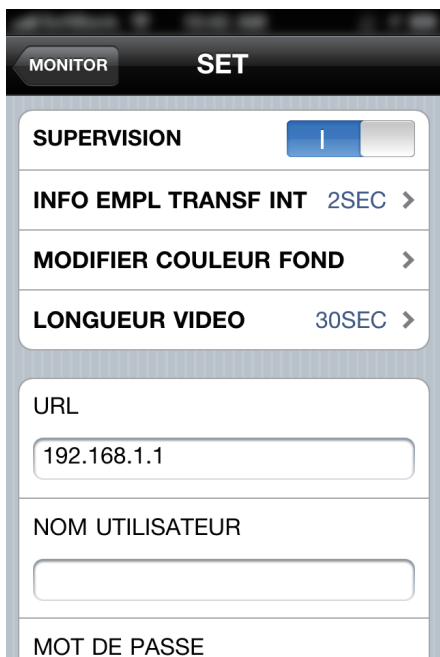 MONITOR SET
SUPERVISION
INFO EMPL TRANSF INT 2SEC
MODIFIER COULEUR FOND
LONGUEUR VIDEO 30SEC
URL
192.168.1.1
NOM UTILISATEUR
MOT DE PASSE